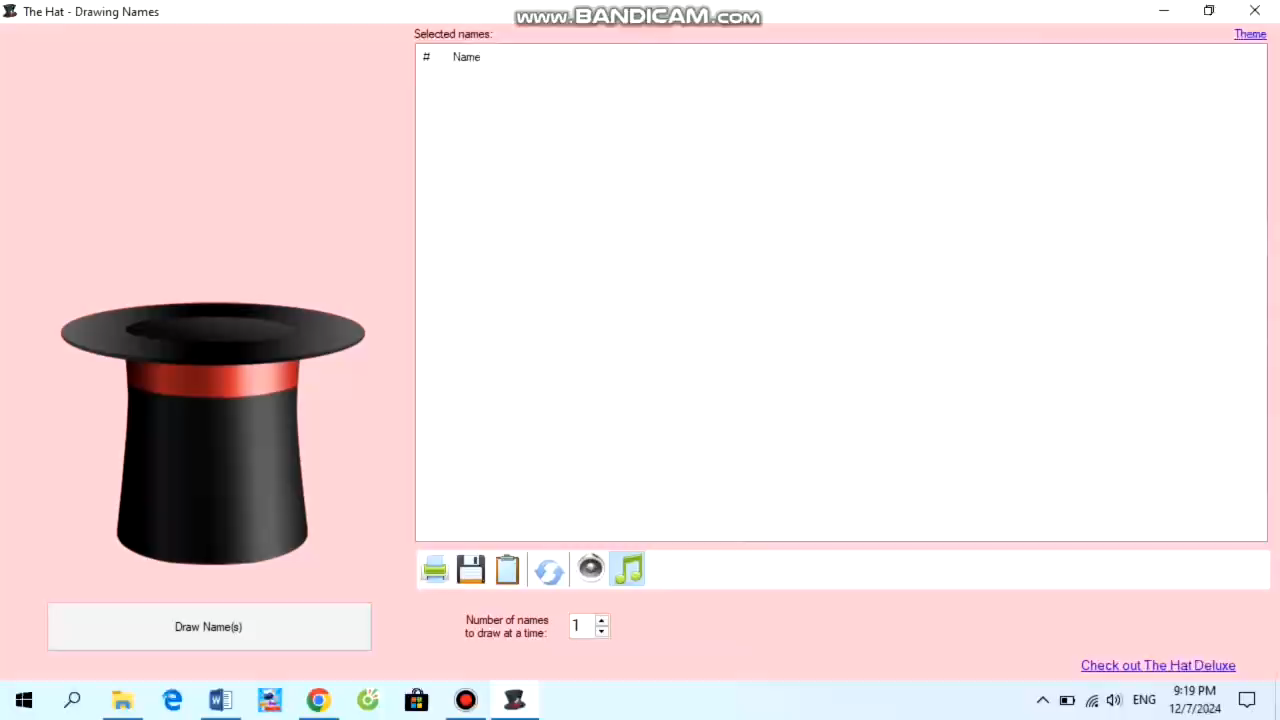 The Hat - Drawing Names
www.BANDICAM.com
Selected names:
Theme
# Name
Draw Name(s)
Number of names
to draw at a time:
1
Check out The Hat Deluxe
ENG
9:19 PM
12/7/2024